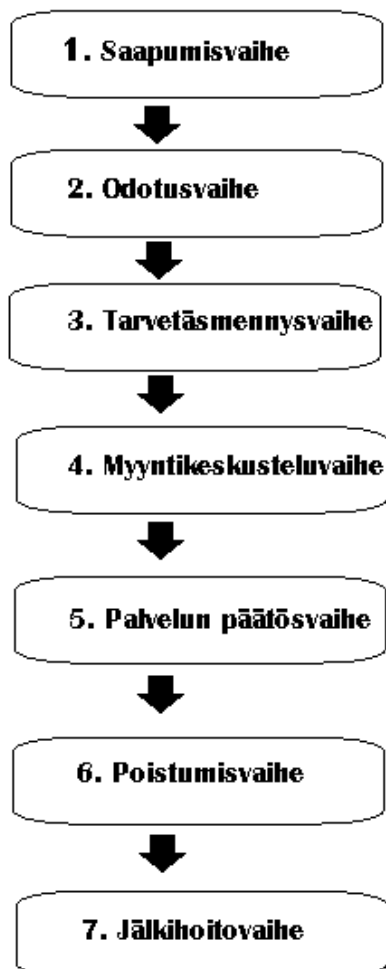 1. Saapumisvaihe
2. Odotusvaihe
3. Tarvetäsmennysvaihe
4. Myyntikeskusteluvaihe
5. Palvelun päätösvaihe
6. Poistumisvaihe
7. Jälkihoitovaihe